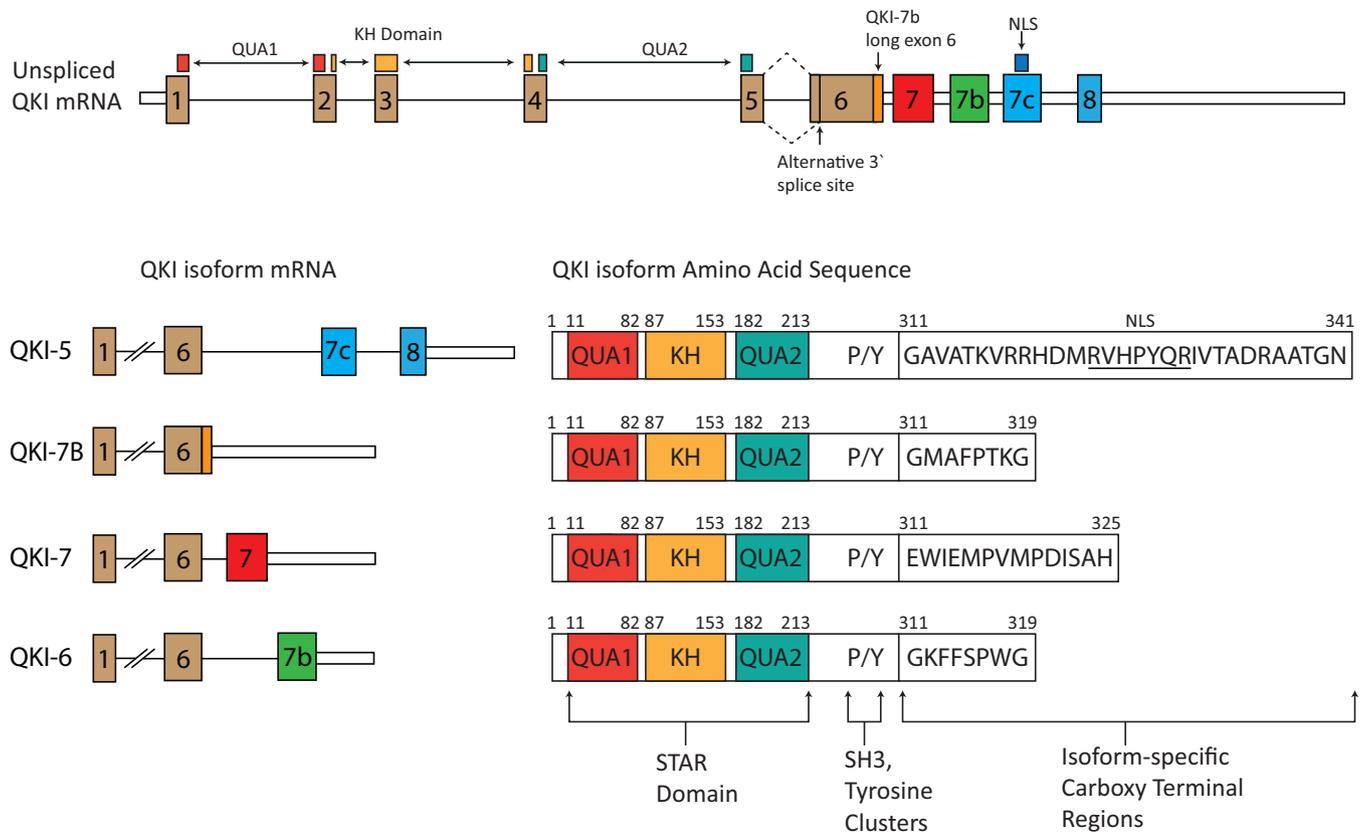 QKI-7b
long exon 6
NLS
KH Domain
QUA1
QUA2
Unspliced
QKI mRNA
1 2 3 4 5 6 7 7b 7c 8
Alternative 3`
splice site
QKI isoform mRNA
QKI isoform Amino Acid Sequence
1 11 82 87 153 182 213 311 NLS 341
QKI-5 1 6 7c 8 QUA1 KH QUA2 P/Y GAVATKVRRHDMRVHPYQRIVTADRAATGN
1 11 82 87 153 182 213 311 319
QKI-7B 1 6 QUA1 KH QUA2 P/Y GMAFPTKG
1 11 82 87 153 182 213 311 325
QKI-7 1 6 7 QUA1 KH QUA2 P/Y EWIEMPVMPDISAH
1 11 82 87 153 182 213 311 319
QKI-6 1 6 7b QUA1 KH QUA2 P/Y GKFFSPWG
STAR
Domain
SH3,
Tyrosine
Clusters
Isoform-specific
Carboxy Terminal
Regions